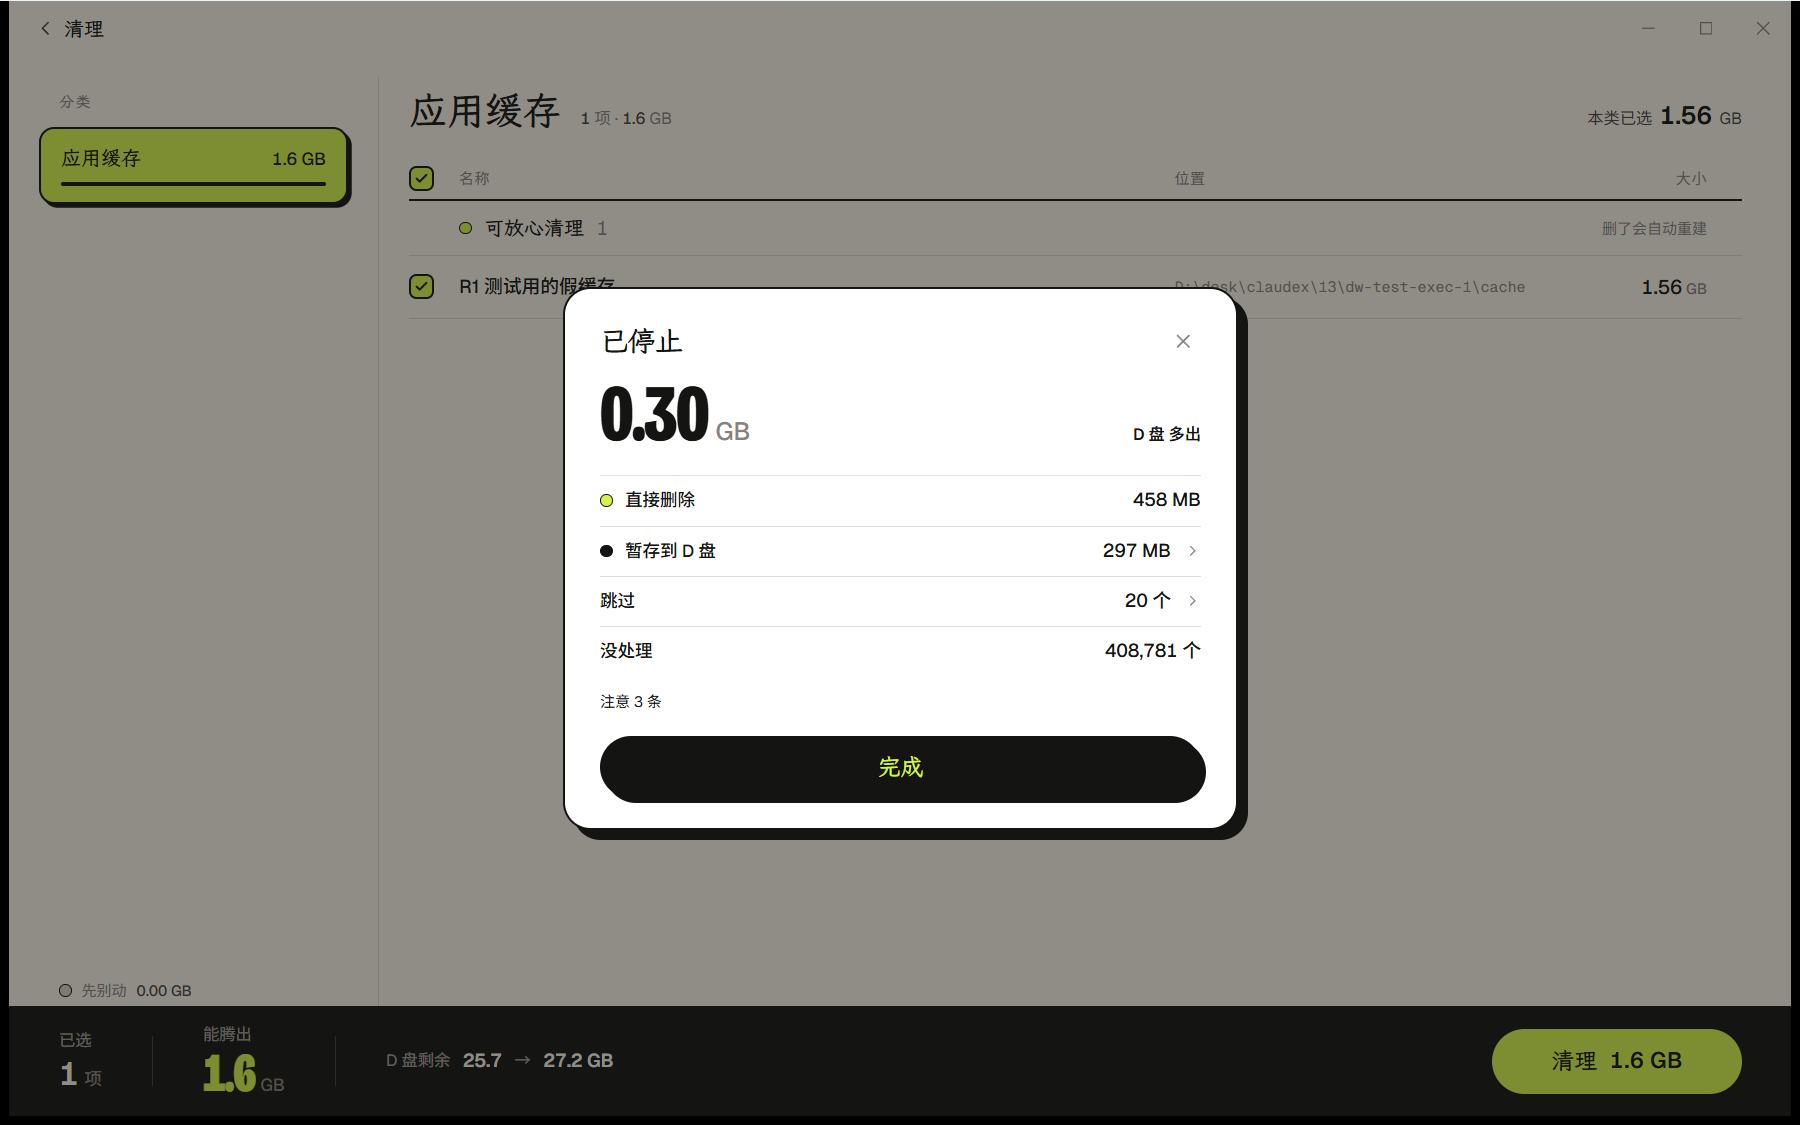 清理
分类
应用缓存 1.6 GB
应用缓存 1 项 · 1.6 GB
本类已选 1.56 GB
名称 位置 大小
可放心清理 1 删了会自动重建
R1 测试用的假缓存 D:\desk\claudex\13\dw-test-exec-1\cache 1.56 GB
已停止
0.30 GB D 盘 多出
直接删除 458 MB
暂存到 D 盘 297 MB
跳过 20 个
没处理 408,781 个
注意 3 条
完成
先别动 0.00 GB
已选
1 项
能腾出
1.6 GB
D 盘剩余 25.7 → 27.2 GB
清理 1.6 GB